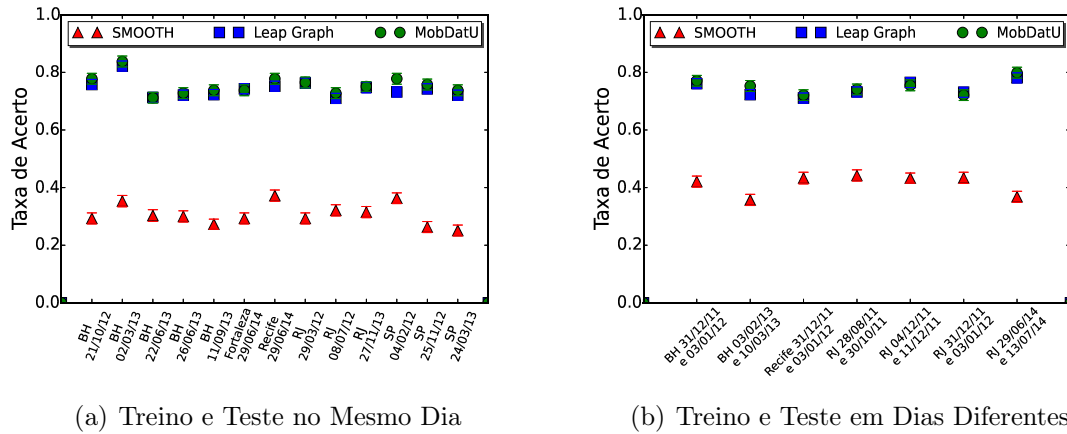 1.0
0.8
0.6
0.4
0.2
0.0
Taxa de Acerto
SMOOTH Leap Graph MobDatU
BH
21/10/12
BH
02/03/13
BH
22/06/13
BH
26/06/13
BH
11/09/13
Fortaleza
29/06/14
Recife
29/06/14
RJ
29/03/12
RJ
08/07/12
RJ
27/11/13
SP
04/02/12
SP
25/11/12
SP
24/03/13
(a) Treino e Teste no Mesmo Dia
1.0
0.8
0.6
0.4
0.2
0.0
Taxa de Acerto
SMOOTH Leap Graph MobDatU
BH 31/12/11
e 03/01/12
BH 03/02/13
e 10/03/13
Recife 31/12/11
e 03/01/12
RJ 28/08/11
e 30/10/11
RJ 04/12/11
e 11/12/11
RJ 31/12/11
e 03/01/12
RJ 29/06/14
e 13/07/14
(b) Treino e Teste em Dias Diferentes